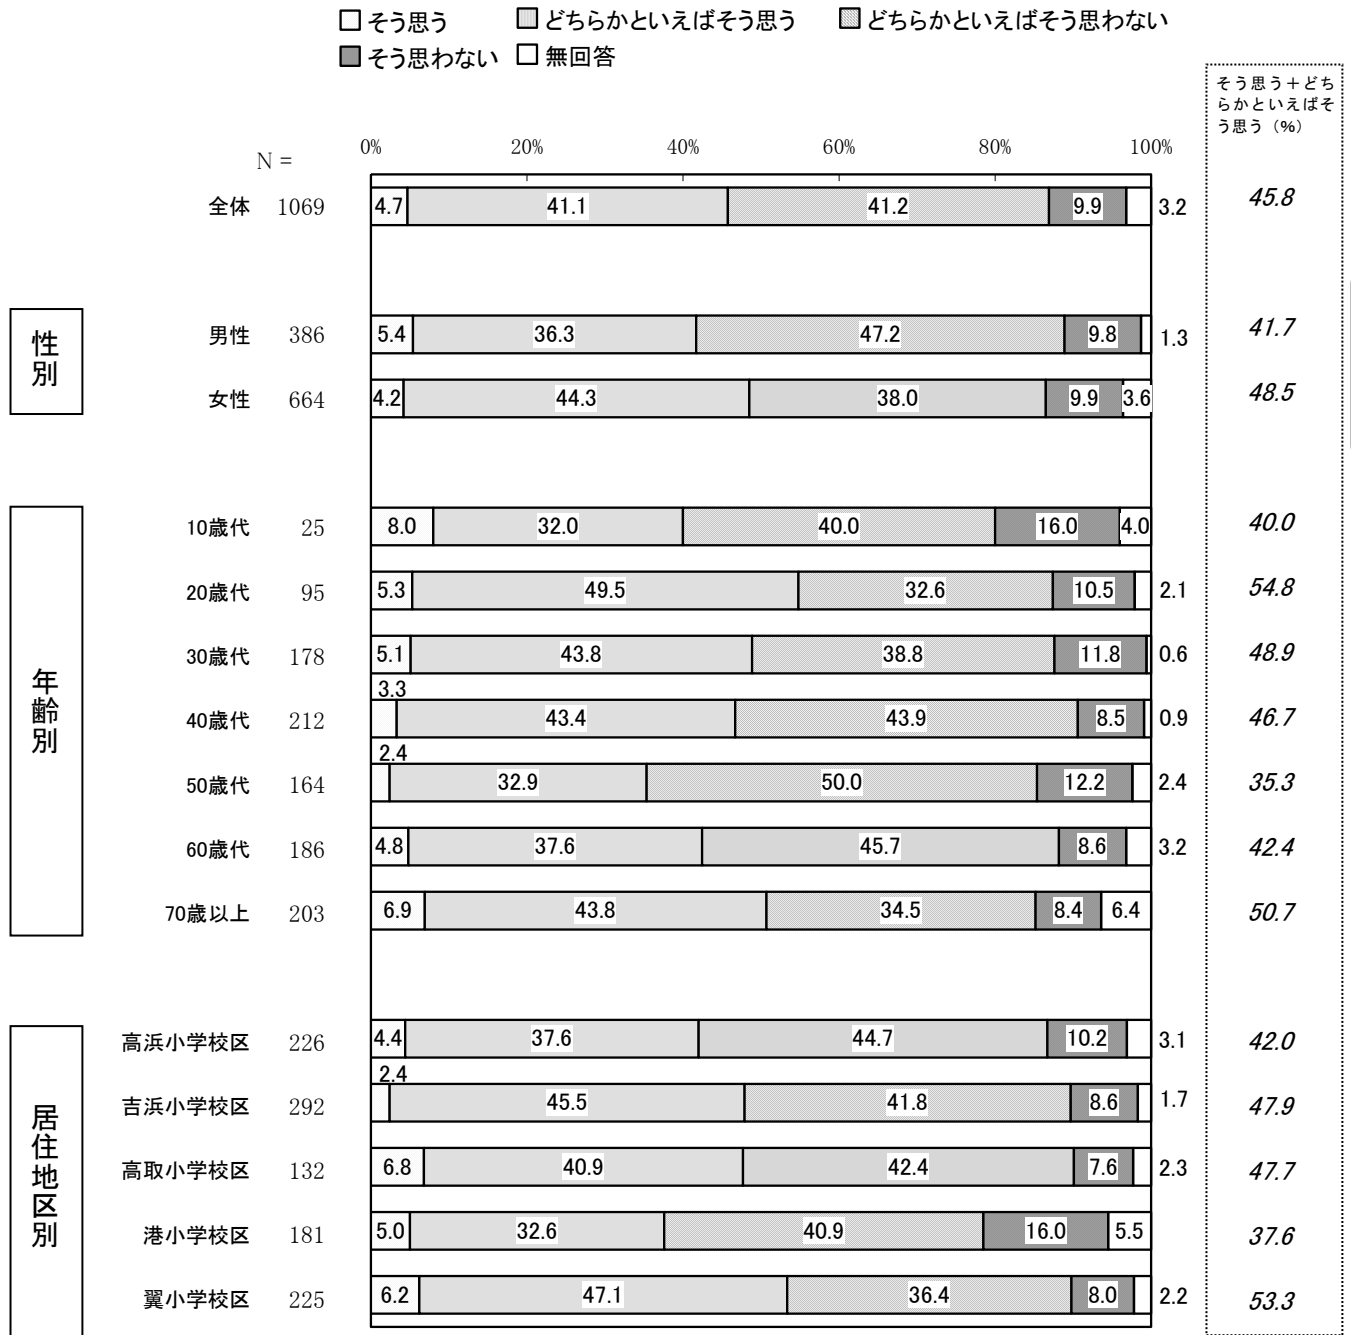 そう思う どちらかといえばそう思う どちらかといえばそう思わない
そう思わない 無回答
そう思う＋どち
らかといえばそ
う思う（%）
N = 0% 20% 40% 60% 80% 100%
全体 1069 4.7 41.1 41.2 9.9 3.2 45.8
性別
男性 386 5.4 36.3 47.2 9.8 1.3 41.7
女性 664 4.2 44.3 38.0 9.9 3.6 48.5
年齢別
10歳代 25 8.0 32.0 40.0 16.0 4.0 40.0
20歳代 95 5.3 49.5 32.6 10.5 2.1 54.8
30歳代 178 5.1 43.8 38.8 11.8 0.6 48.9
40歳代 212 3.3 43.4 43.9 8.5 0.9 46.7
50歳代 164 2.4 32.9 50.0 12.2 2.4 35.3
60歳代 186 4.8 37.6 45.7 8.6 3.2 42.4
70歳以上 203 6.9 43.8 34.5 8.4 6.4 50.7
居住地区別
高浜小学校区 226 4.4 37.6 44.7 10.2 3.1 42.0
吉浜小学校区 292 2.4 45.5 41.8 8.6 1.7 47.9
高取小学校区 132 6.8 40.9 42.4 7.6 2.3 47.7
港小学校区 181 5.0 32.6 40.9 16.0 5.5 37.6
翼小学校区 225 6.2 47.1 36.4 8.0 2.2 53.3